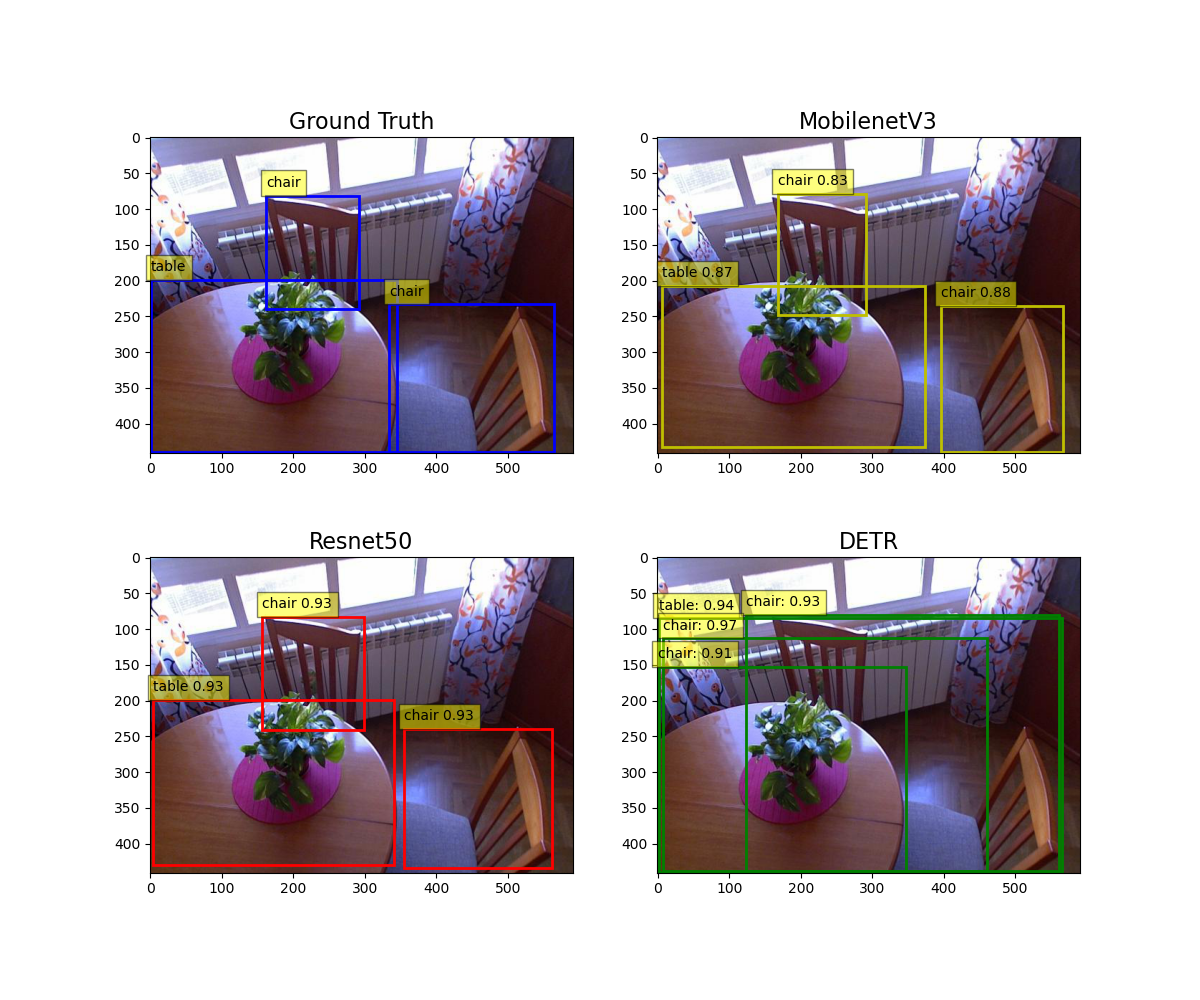 Ground Truth
0
50
100
150
200
250
300
350
400
0 100 200 300 400 500
chair
table
chair
MobilenetV3
0
50
100
150
200
250
300
350
400
0 100 200 300 400 500
chair 0.83
table 0.87
chair 0.88
Resnet50
0
50
100
150
200
250
300
350
400
0 100 200 300 400 500
chair 0.93
table 0.93
chair 0.93
DETR
0
50
100
150
200
250
300
350
400
0 100 200 300 400 500
table: 0.94
chair: 0.93
chair: 0.97
chair: 0.91